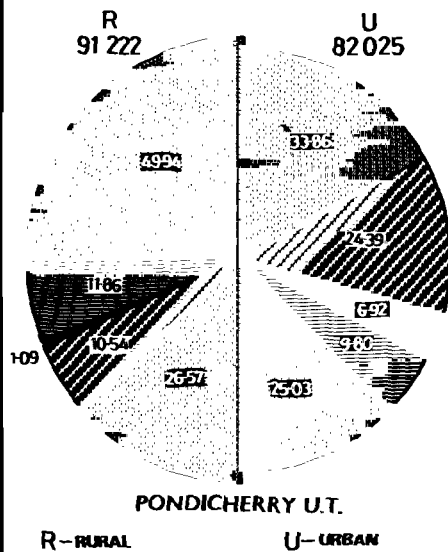 R
91 222
U
82 025
49·94
33·86
24·39
11·86
6·92
1·09
10·54
9·80
26·57
25·03
PONDICHERRY U.T.
R-RURAL
U-URBAN